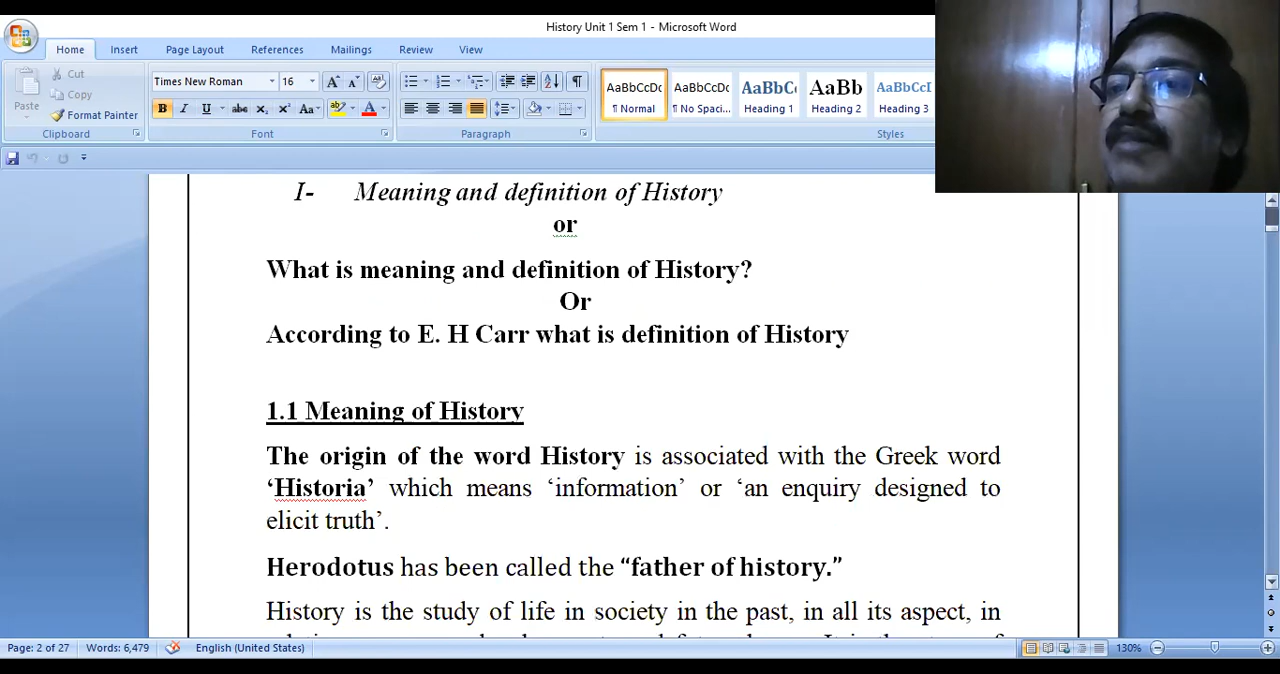 History Unit 1 Sem 1 - Microsoft Word
Home Insert Page Layout References Mailings Review View
Paste
Cut
Copy
Format Painter
Clipboard
Times New Roman 16
B I U abc X₂ X² Aa
Font
Paragraph
AaBbCcDc AaBbCcDc AaBbC AaBb AaBbCcI
¶ Normal ¶ No Spaci... Heading 1 Heading 2 Heading 3
Styles
I- Meaning and definition of History
or
What is meaning and definition of History?
Or
According to E. H Carr what is definition of History
1.1 Meaning of History
The origin of the word History is associated with the Greek word
‘Historia’ which means ‘information’ or ‘an enquiry designed to
elicit truth’.
Herodotus has been called the “father of history.”
History is the study of life in society in the past, in all its aspect, in
Page: 2 of 27 Words: 6,479 English (United States) 130%